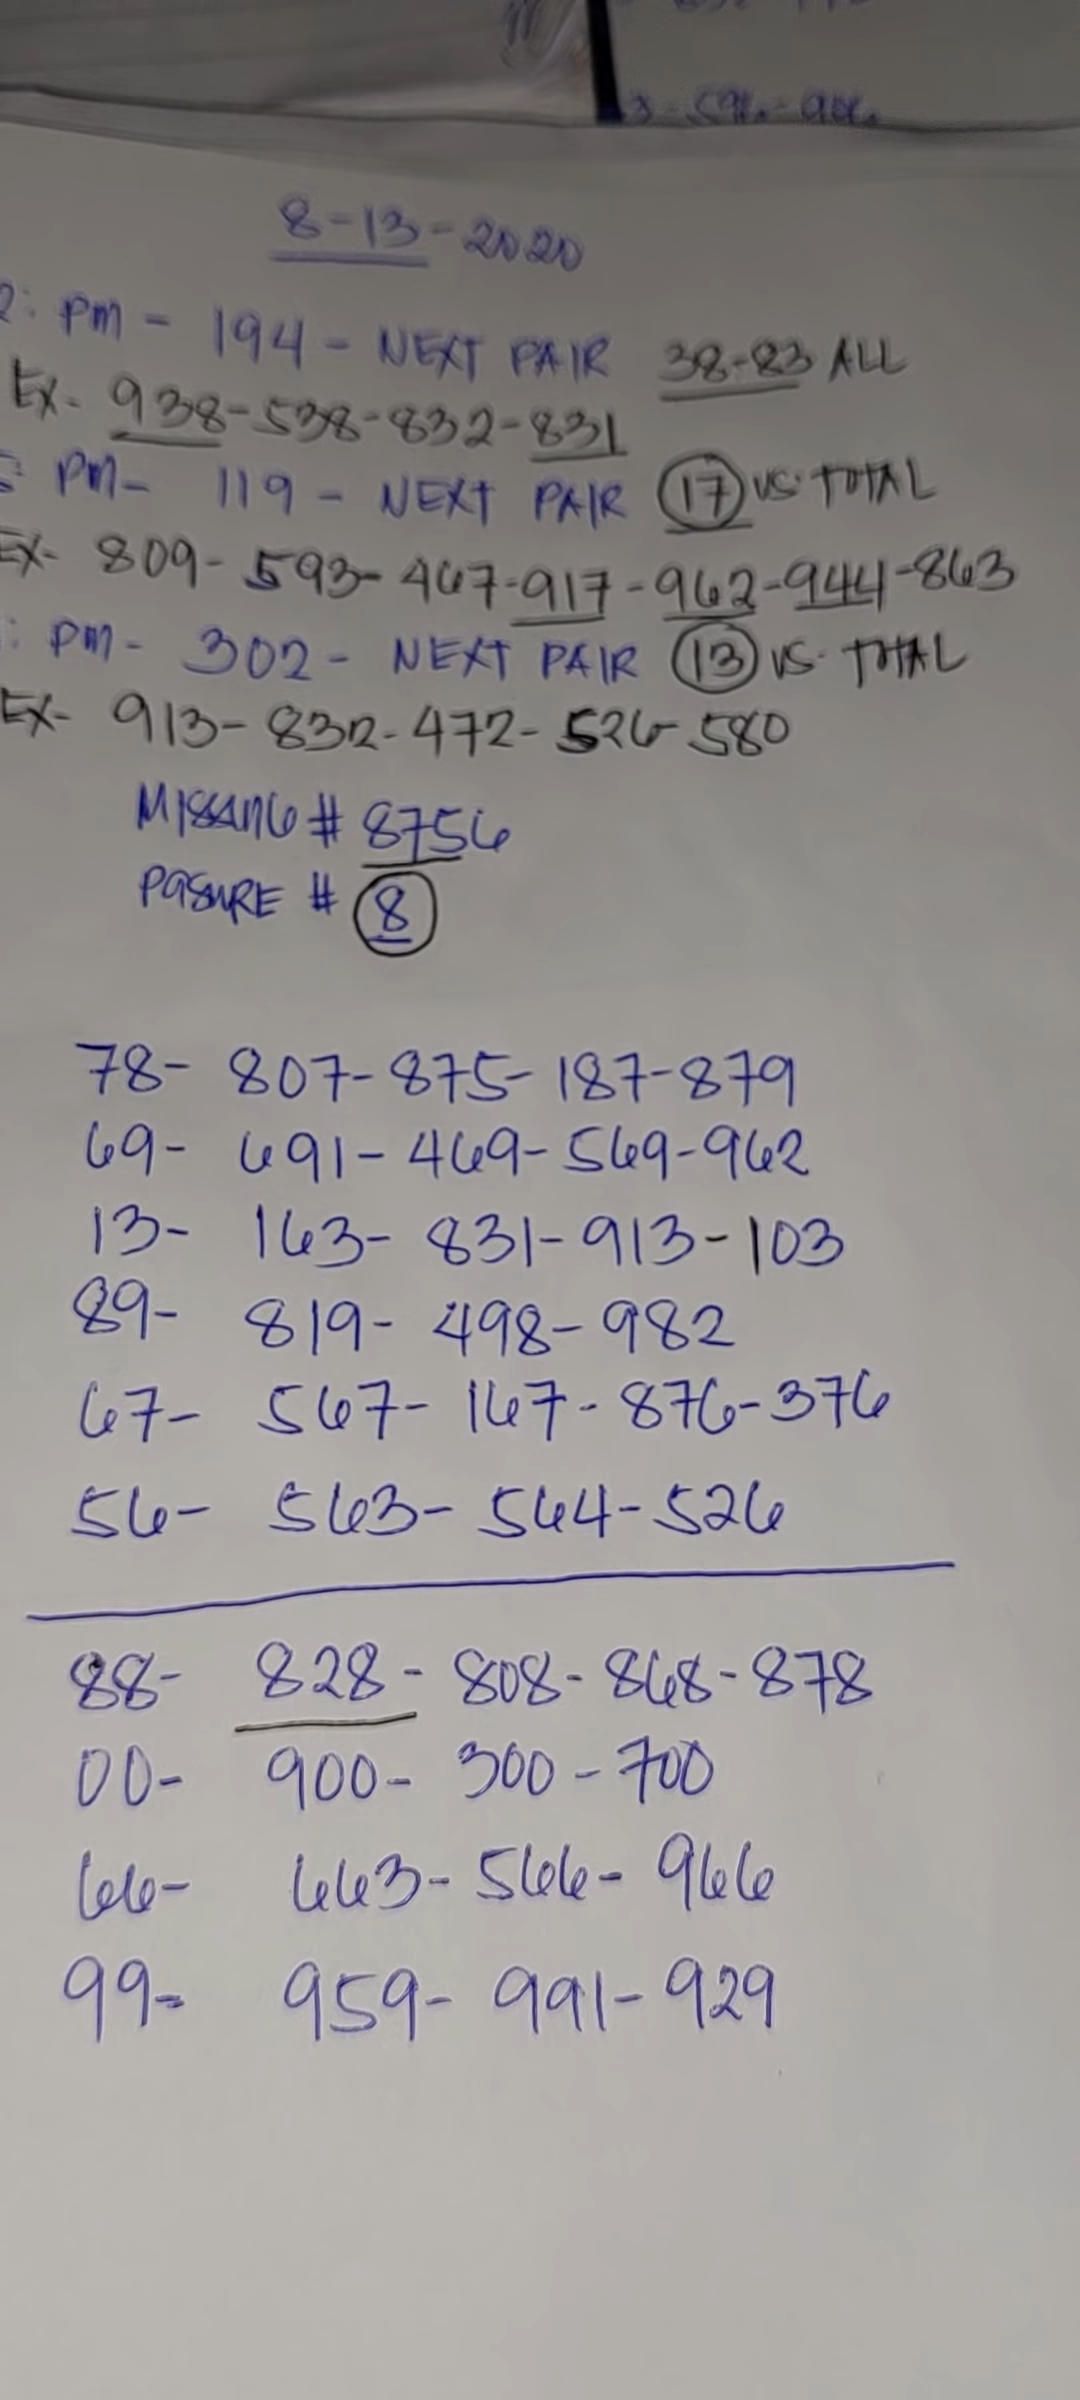 8-13-2020
2: PM - 194 - NEXT PAIR 38-83 ALL
EX- 938-538-832-831
: PM- 119 - NEXT PAIR 17 VS. TOTAL
EX- 809-593-467-917-962-944-863
: PM- 302- NEXT PAIR 13 VS. TOTAL
EX- 913-832-472-526-580
MISSING # 8756
PASURE # 8
78- 807-875-187-879
69- 691-469-569-962
13- 163-831-913-103
89- 819-498-982
67- 567-167-876-376
56- 563-564-526
88- 828-808-868-878
00- 900-300-700
66- 663-566-966
99- 959-991-929